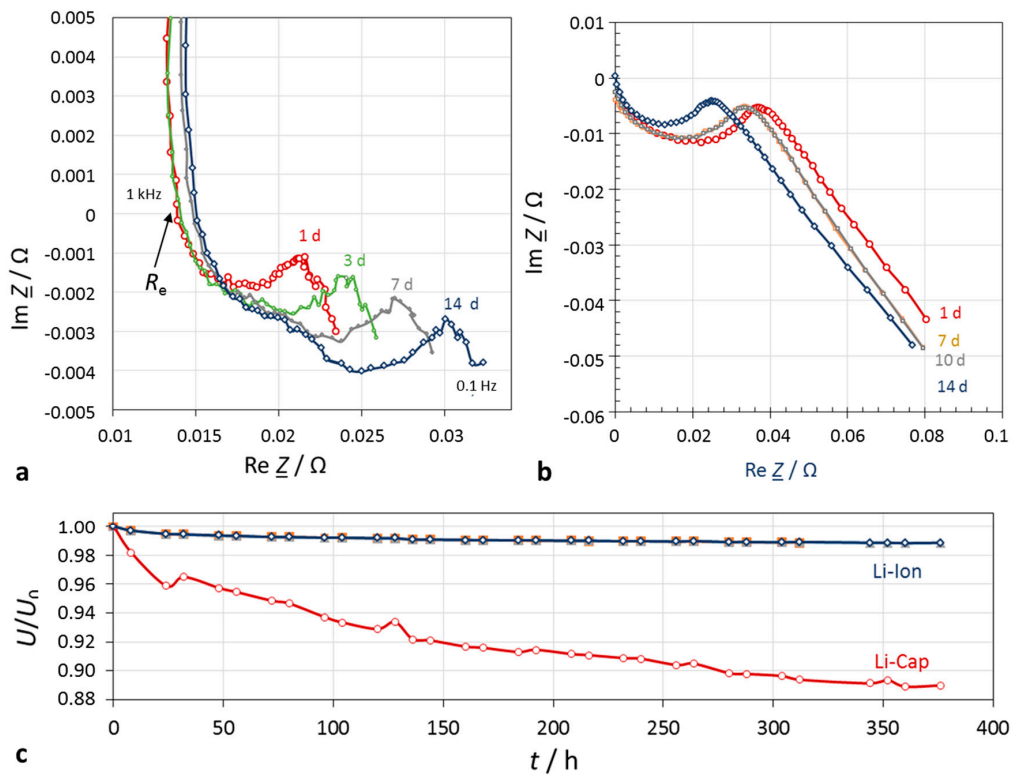 0.005
0.004
0.003
0.002
0.001
0
-0.001
-0.002
-0.003
-0.004
-0.005
Im Z / Ω
1 kHz
Re
1 d
3 d
7 d
14 d
0.1 Hz
0.01
0.015
0.02
0.025
0.03
Re Z / Ω
a
0.01
0
-0.01
-0.02
-0.03
-0.04
-0.05
-0.06
Im Z / Ω
1 d
7 d
10 d
14 d
0
0.02
0.04
0.06
0.08
0.1
Re Z / Ω
b
1.00
0.98
0.96
0.94
0.92
0.90
0.88
U/Un
Li-Ion
Li-Cap
0
50
100
150
200
250
300
350
400
t / h
c